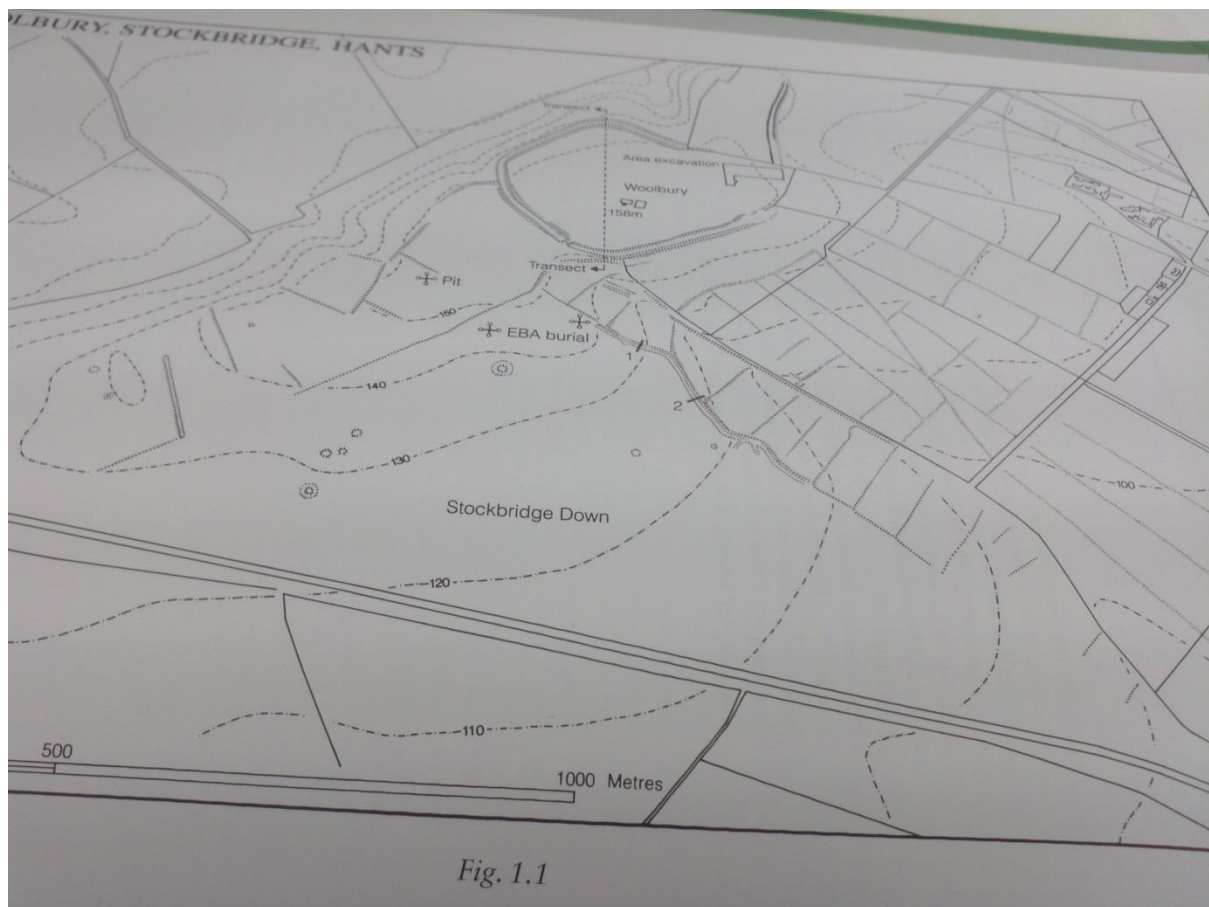 OLBURY, STOCKBRIDGE, HANTS
Transect
Area excavation
Woolbury
158m
Transect
Pit
150
EBA burial
1
140
2
130
100
Stockbridge Down
120
110
500
1000 Metres
Fig. 1.1